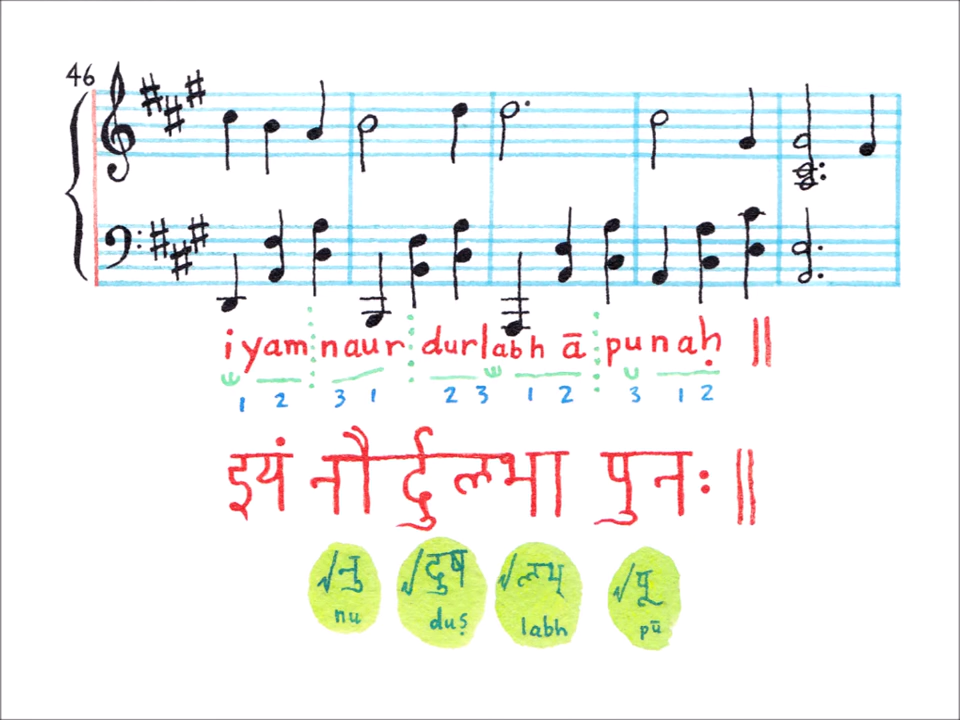 46
iyam naur durlabhā punaḥ ||
1 2 3 1 2 3 1 2 3 1 2
इयं नौर्दुलभा पुनः ||
√नु √दुष √लभ् √पू
nu duṣ labh pū